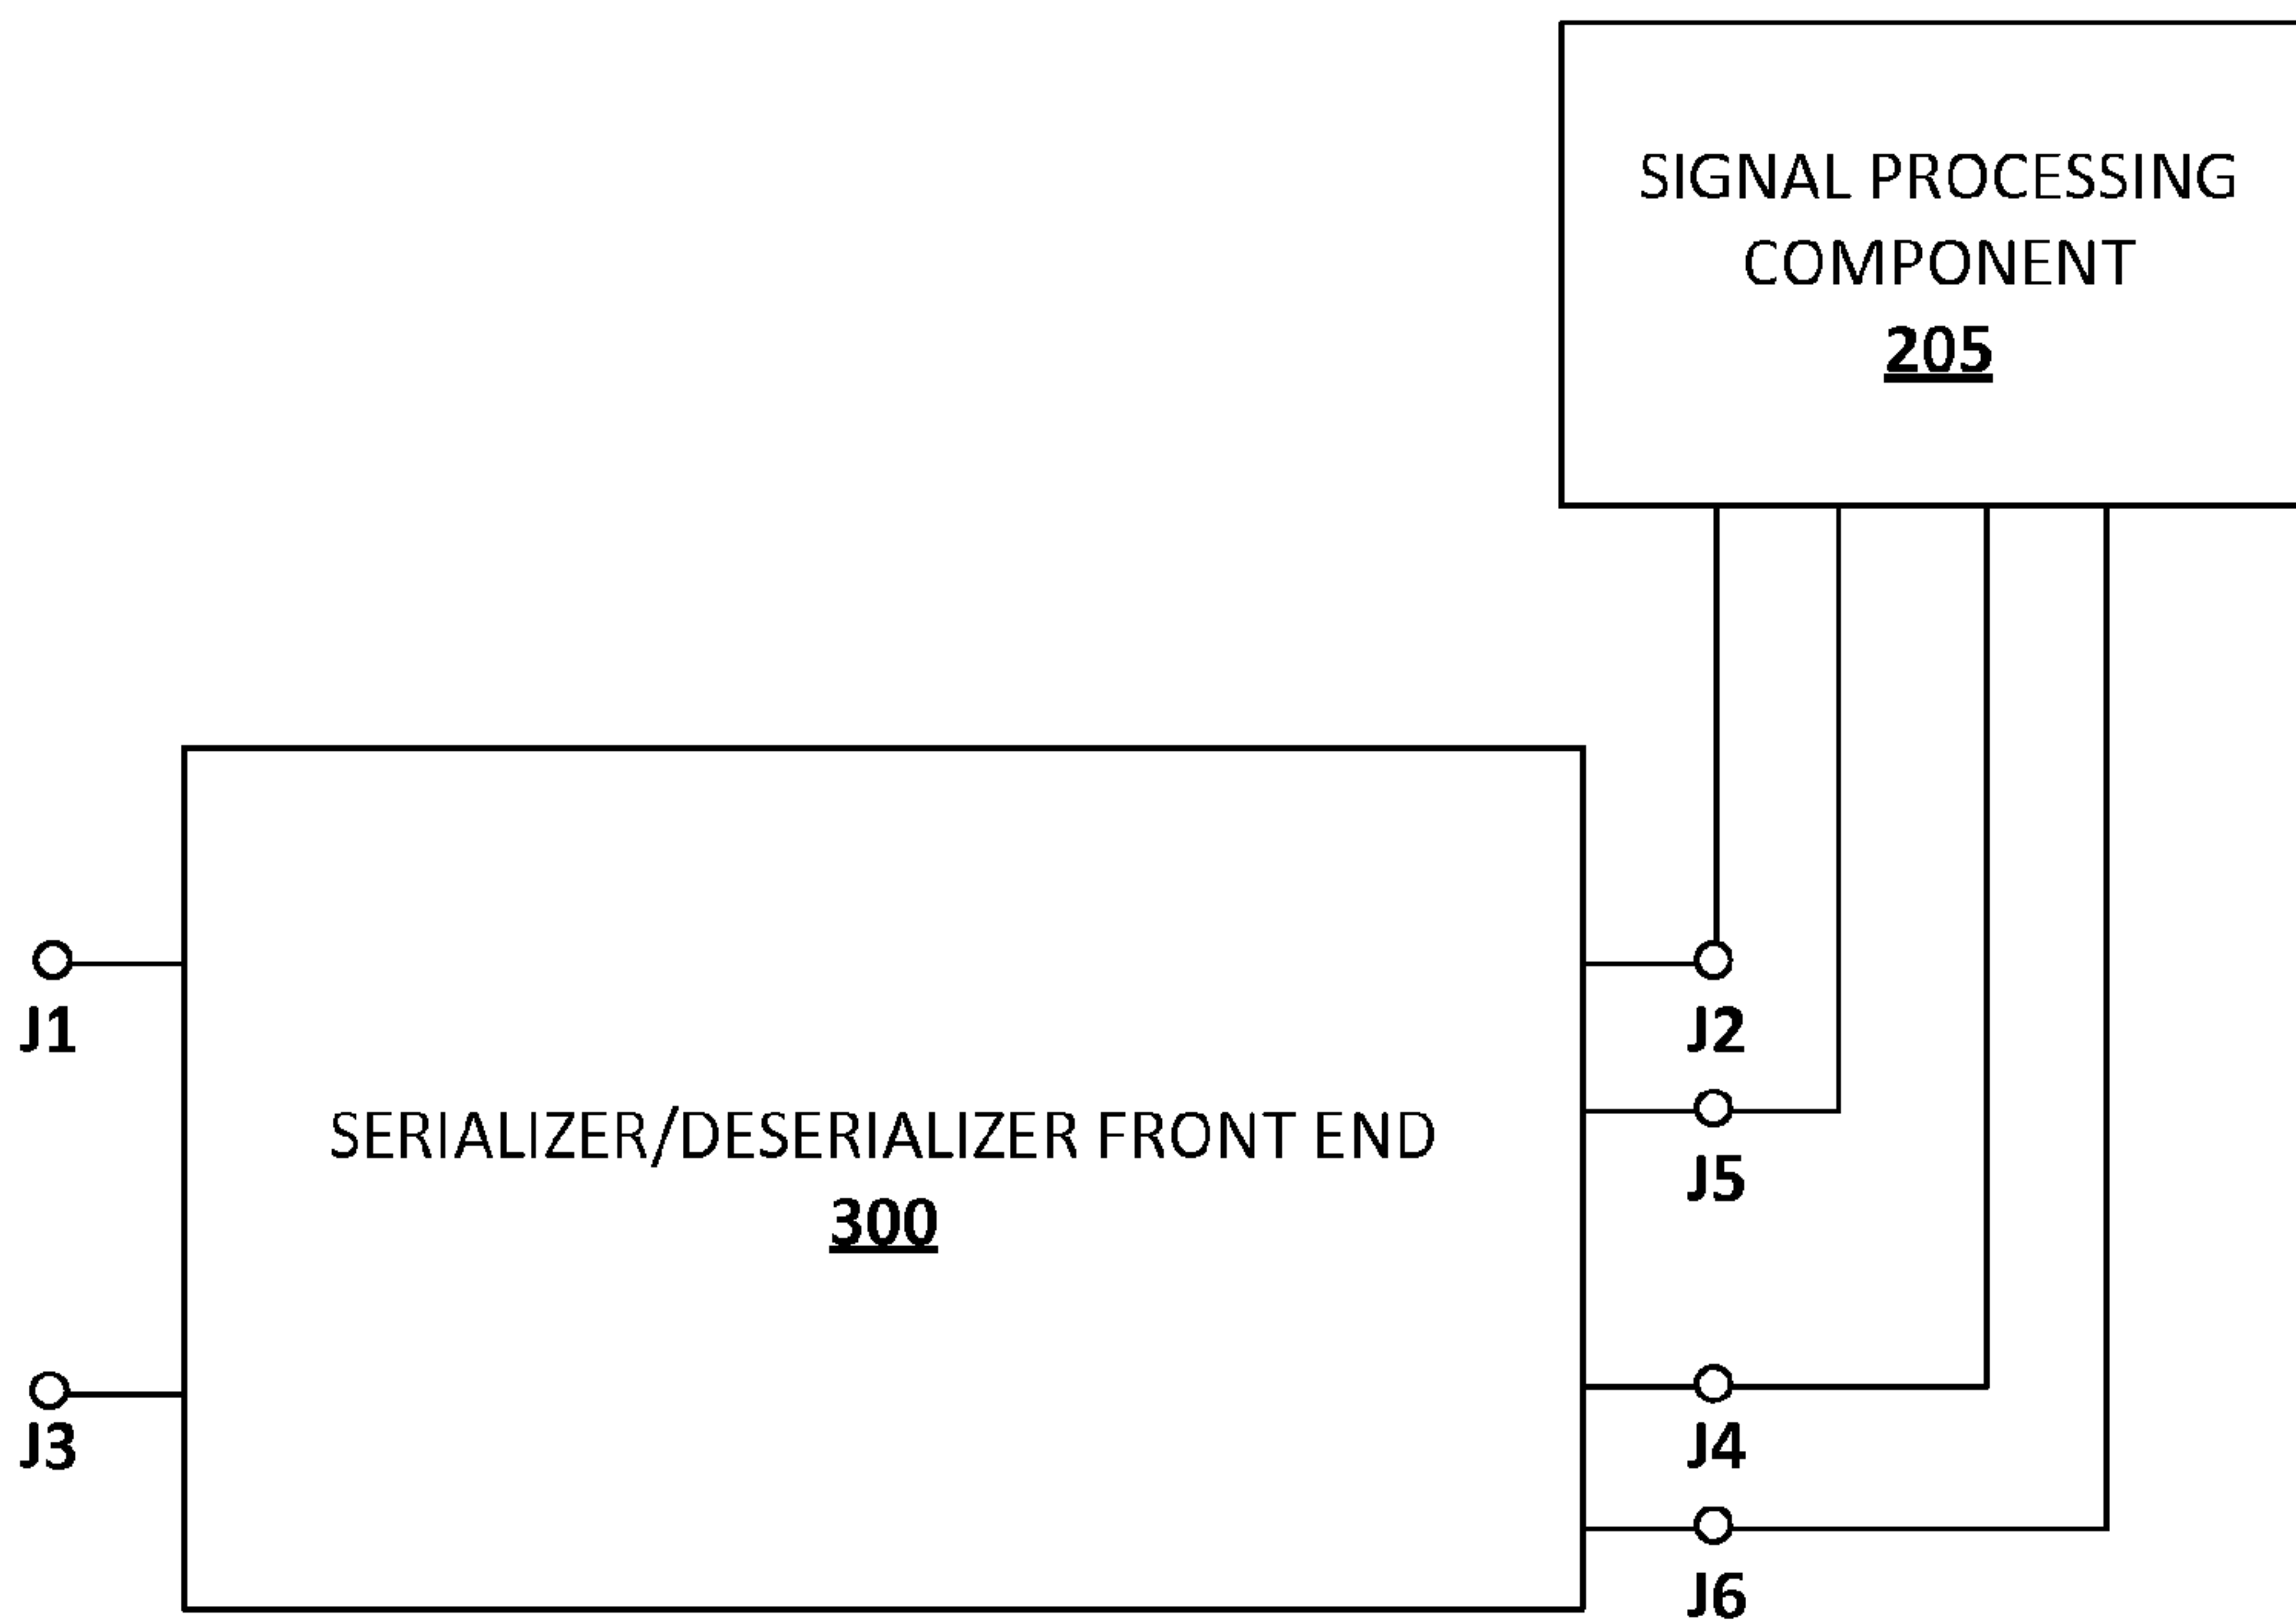 SIGNAL PROCESSING
COMPONENT
205
J1
J2
SERIALIZER/DESERIALIZER FRONT END
300
J5
J3
J4
J6